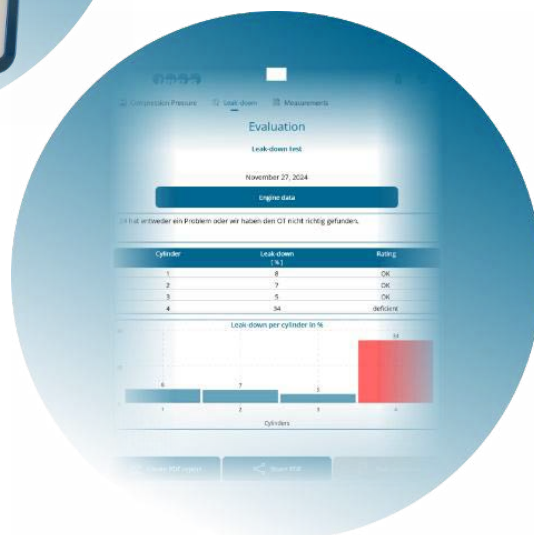 Compression Pressure Leak-down Measurements
Evaluation
Leak-down test
November 27, 2024
Engine data
hat entweder ein Problem oder wir haben den OT nicht richtig gefunden.
Cylinder Leak-down Rating
[%]
1 8 OK
2 7 OK
3 5 OK
4 34 deficient
Leak-down per cylinder in %
34
7
5
1 2 3 4
Cylinders
Share PDF